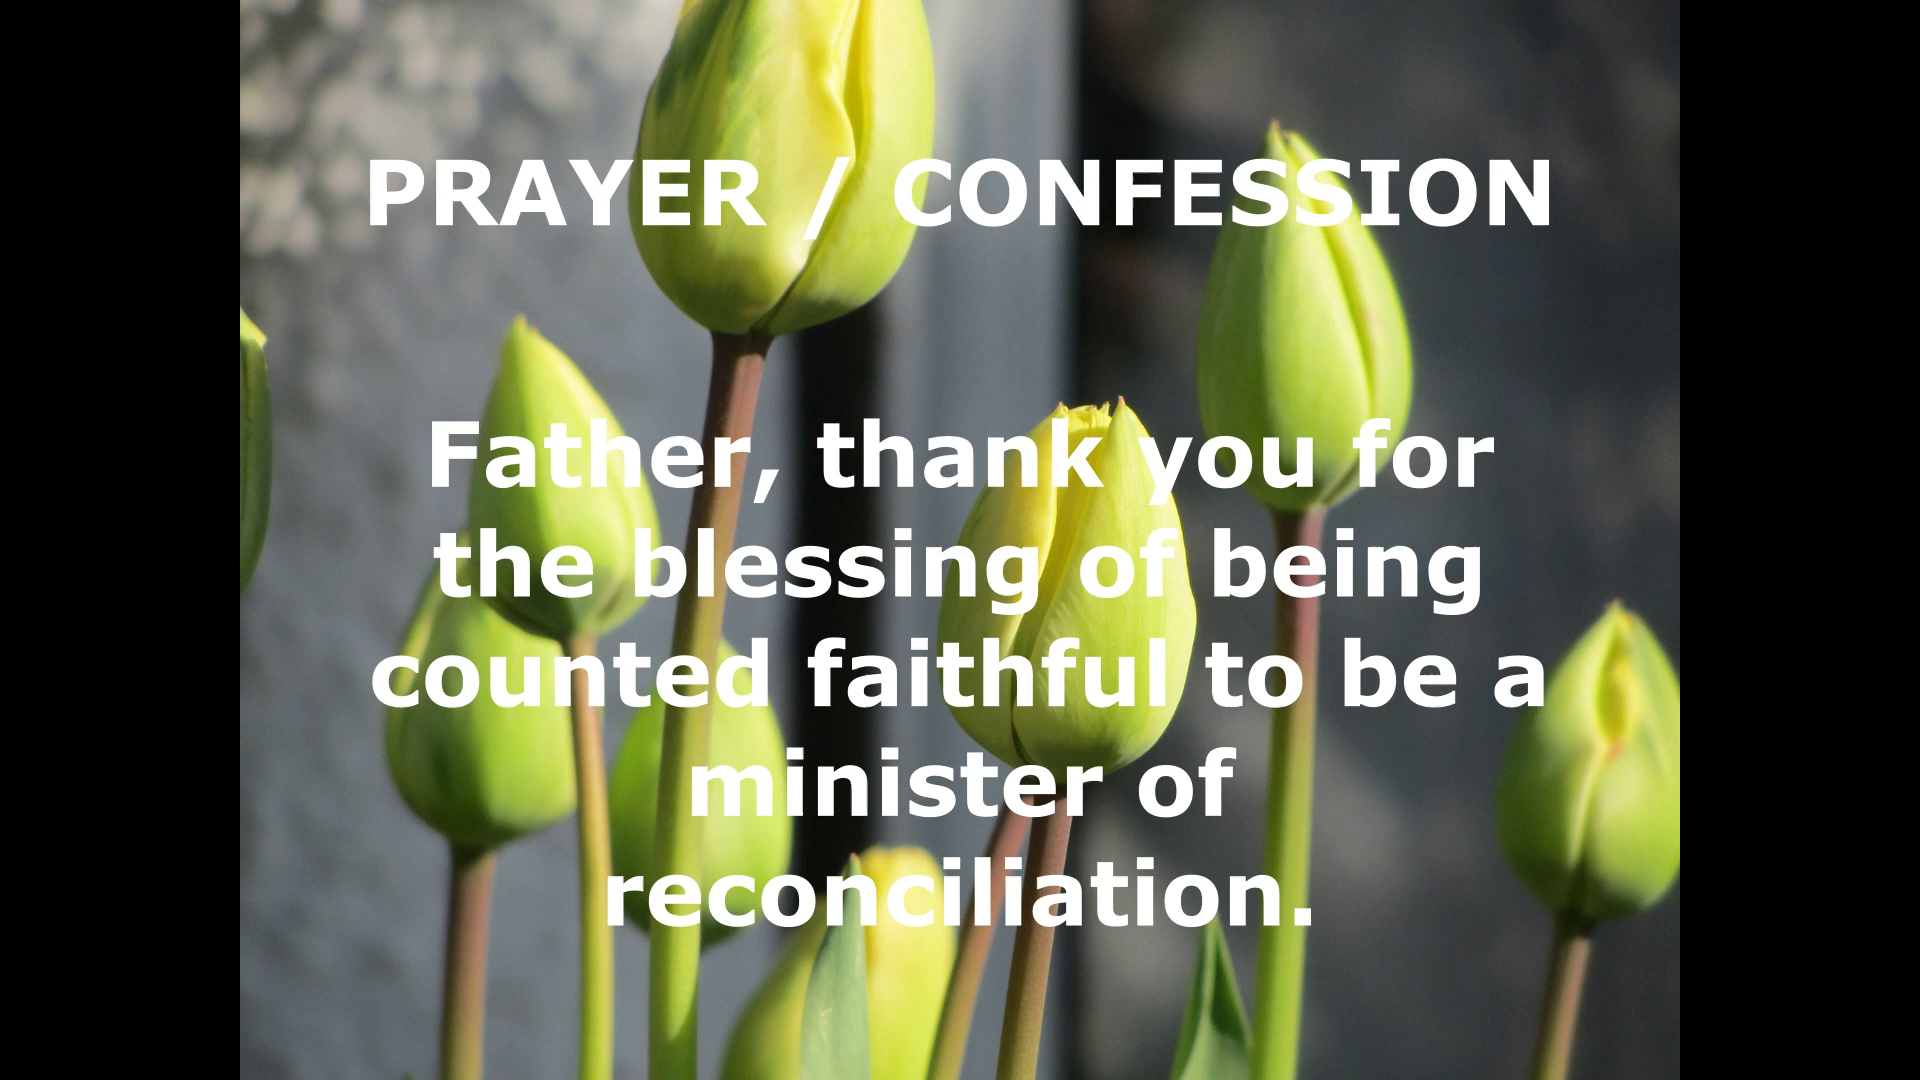 PRAYER / CONFESSION
Father, thank you for
the blessing of being
counted faithful to be a
minister of
reconciliation.